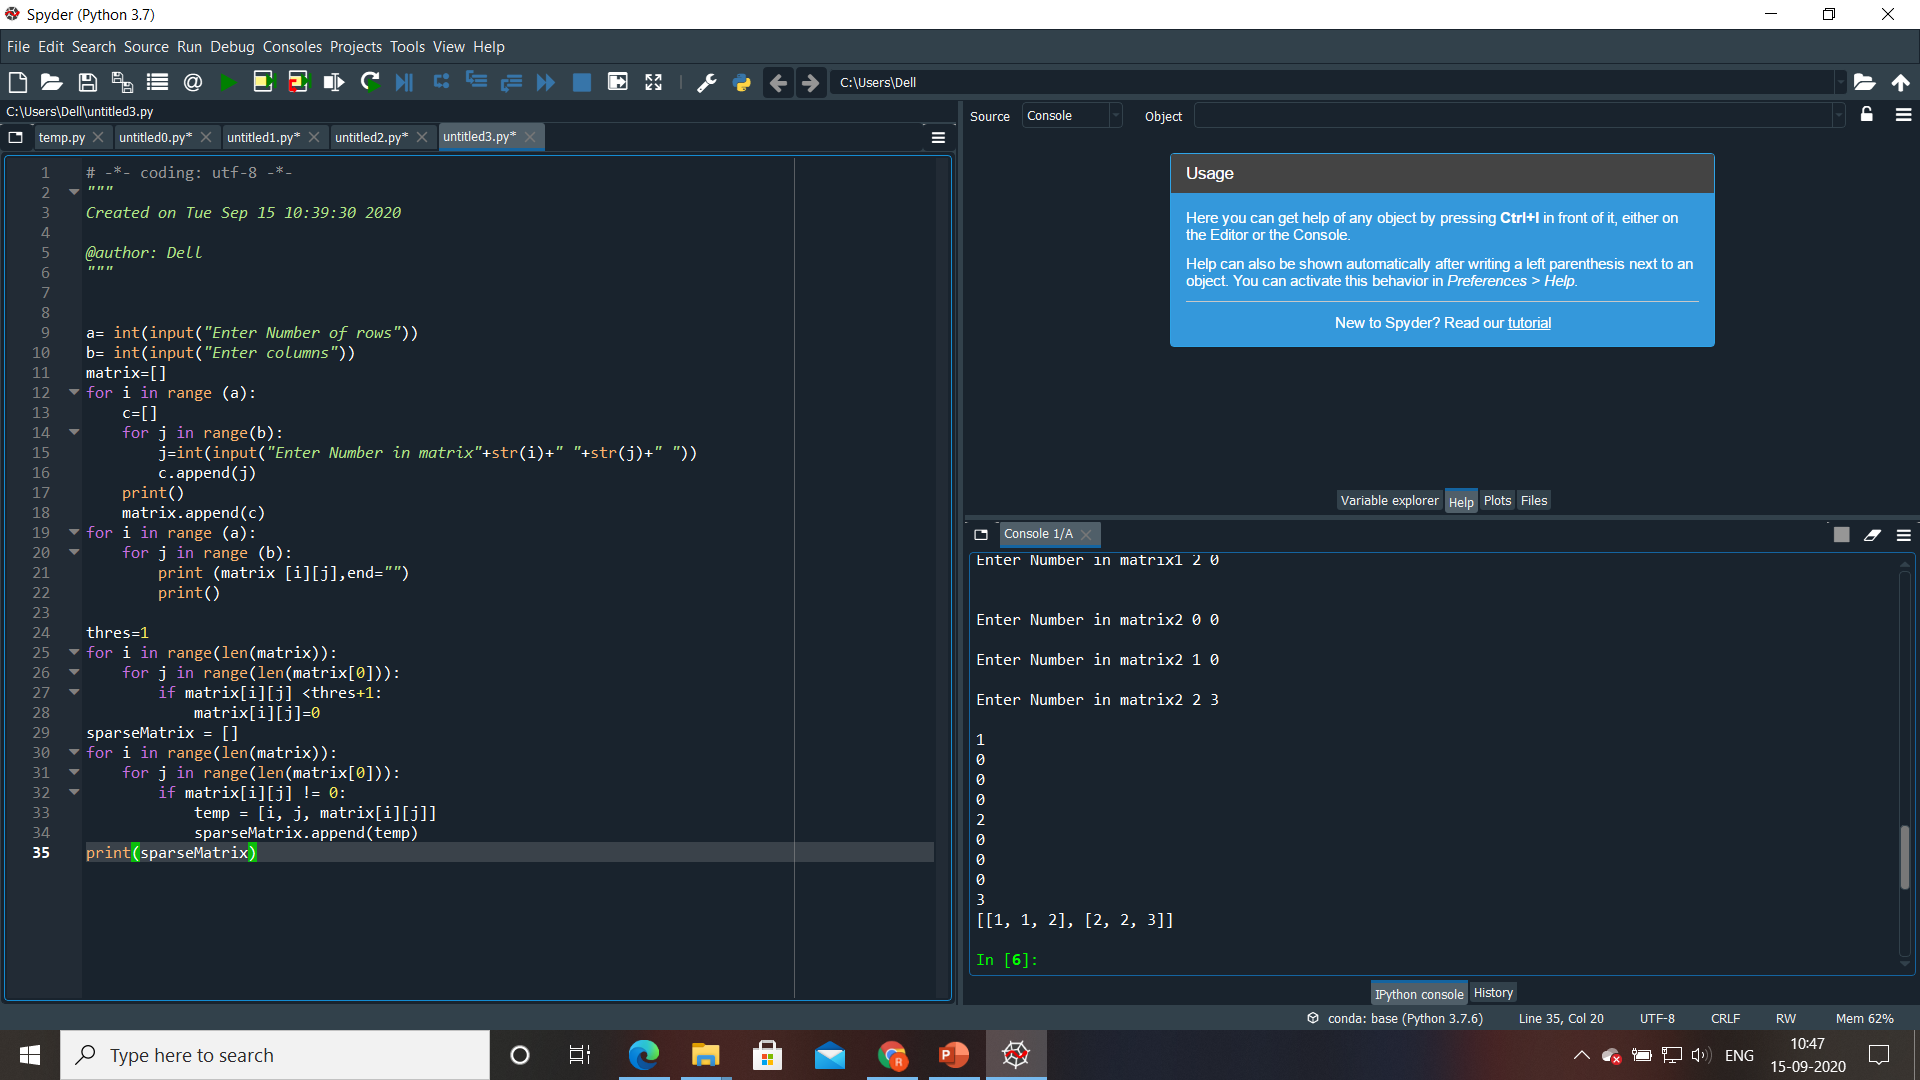 Spyder (Python 3.7)
File Edit Search Source Run Debug Consoles Projects Tools View Help
C:\Users\Dell
C:\Users\Dell\untitled3.py
temp.py untitled0.py* untitled1.py* untitled2.py* untitled3.py*
1 # -*- coding: utf-8 -*-
2 """
3 Created on Tue Sep 15 10:39:30 2020
4
5 @author: Dell
6 """
7
8
9 a= int(input("Enter Number of rows"))
10 b= int(input("Enter columns"))
11 matrix=[]
12 for i in range (a):
13     c=[]
14     for j in range(b):
15         j=int(input("Enter Number in matrix"+str(i)+" "+str(j)+" "))
16         c.append(j)
17     print()
18     matrix.append(c)
19 for i in range (a):
20     for j in range (b):
21         print (matrix [i][j],end="")
22         print()
23
24 thres=1
25 for i in range(len(matrix)):
26     for j in range(len(matrix[0])):
27         if matrix[i][j] <thres+1:
28             matrix[i][j]=0
29 sparseMatrix = []
30 for i in range(len(matrix)):
31     for j in range(len(matrix[0])):
32         if matrix[i][j] != 0:
33             temp = [i, j, matrix[i][j]]
34             sparseMatrix.append(temp)
35 print(sparseMatrix)
Source Console Object
Usage
Here you can get help of any object by pressing Ctrl+I in front of it, either on
the Editor or the Console.
Help can also be shown automatically after writing a left parenthesis next to an
object. You can activate this behavior in Preferences > Help.
New to Spyder? Read our tutorial
Variable explorer Help Plots Files
Console 1/A
Enter Number in matrix1 2 0
Enter Number in matrix2 0 0
Enter Number in matrix2 1 0
Enter Number in matrix2 2 3
1
0
0
0
2
0
0
0
3
[[1, 1, 2], [2, 2, 3]]
In [6]:
IPython console History
conda: base (Python 3.7.6) Line 35, Col 20 UTF-8 CRLF RW Mem 62%
Type here to search
ENG
10:47
15-09-2020